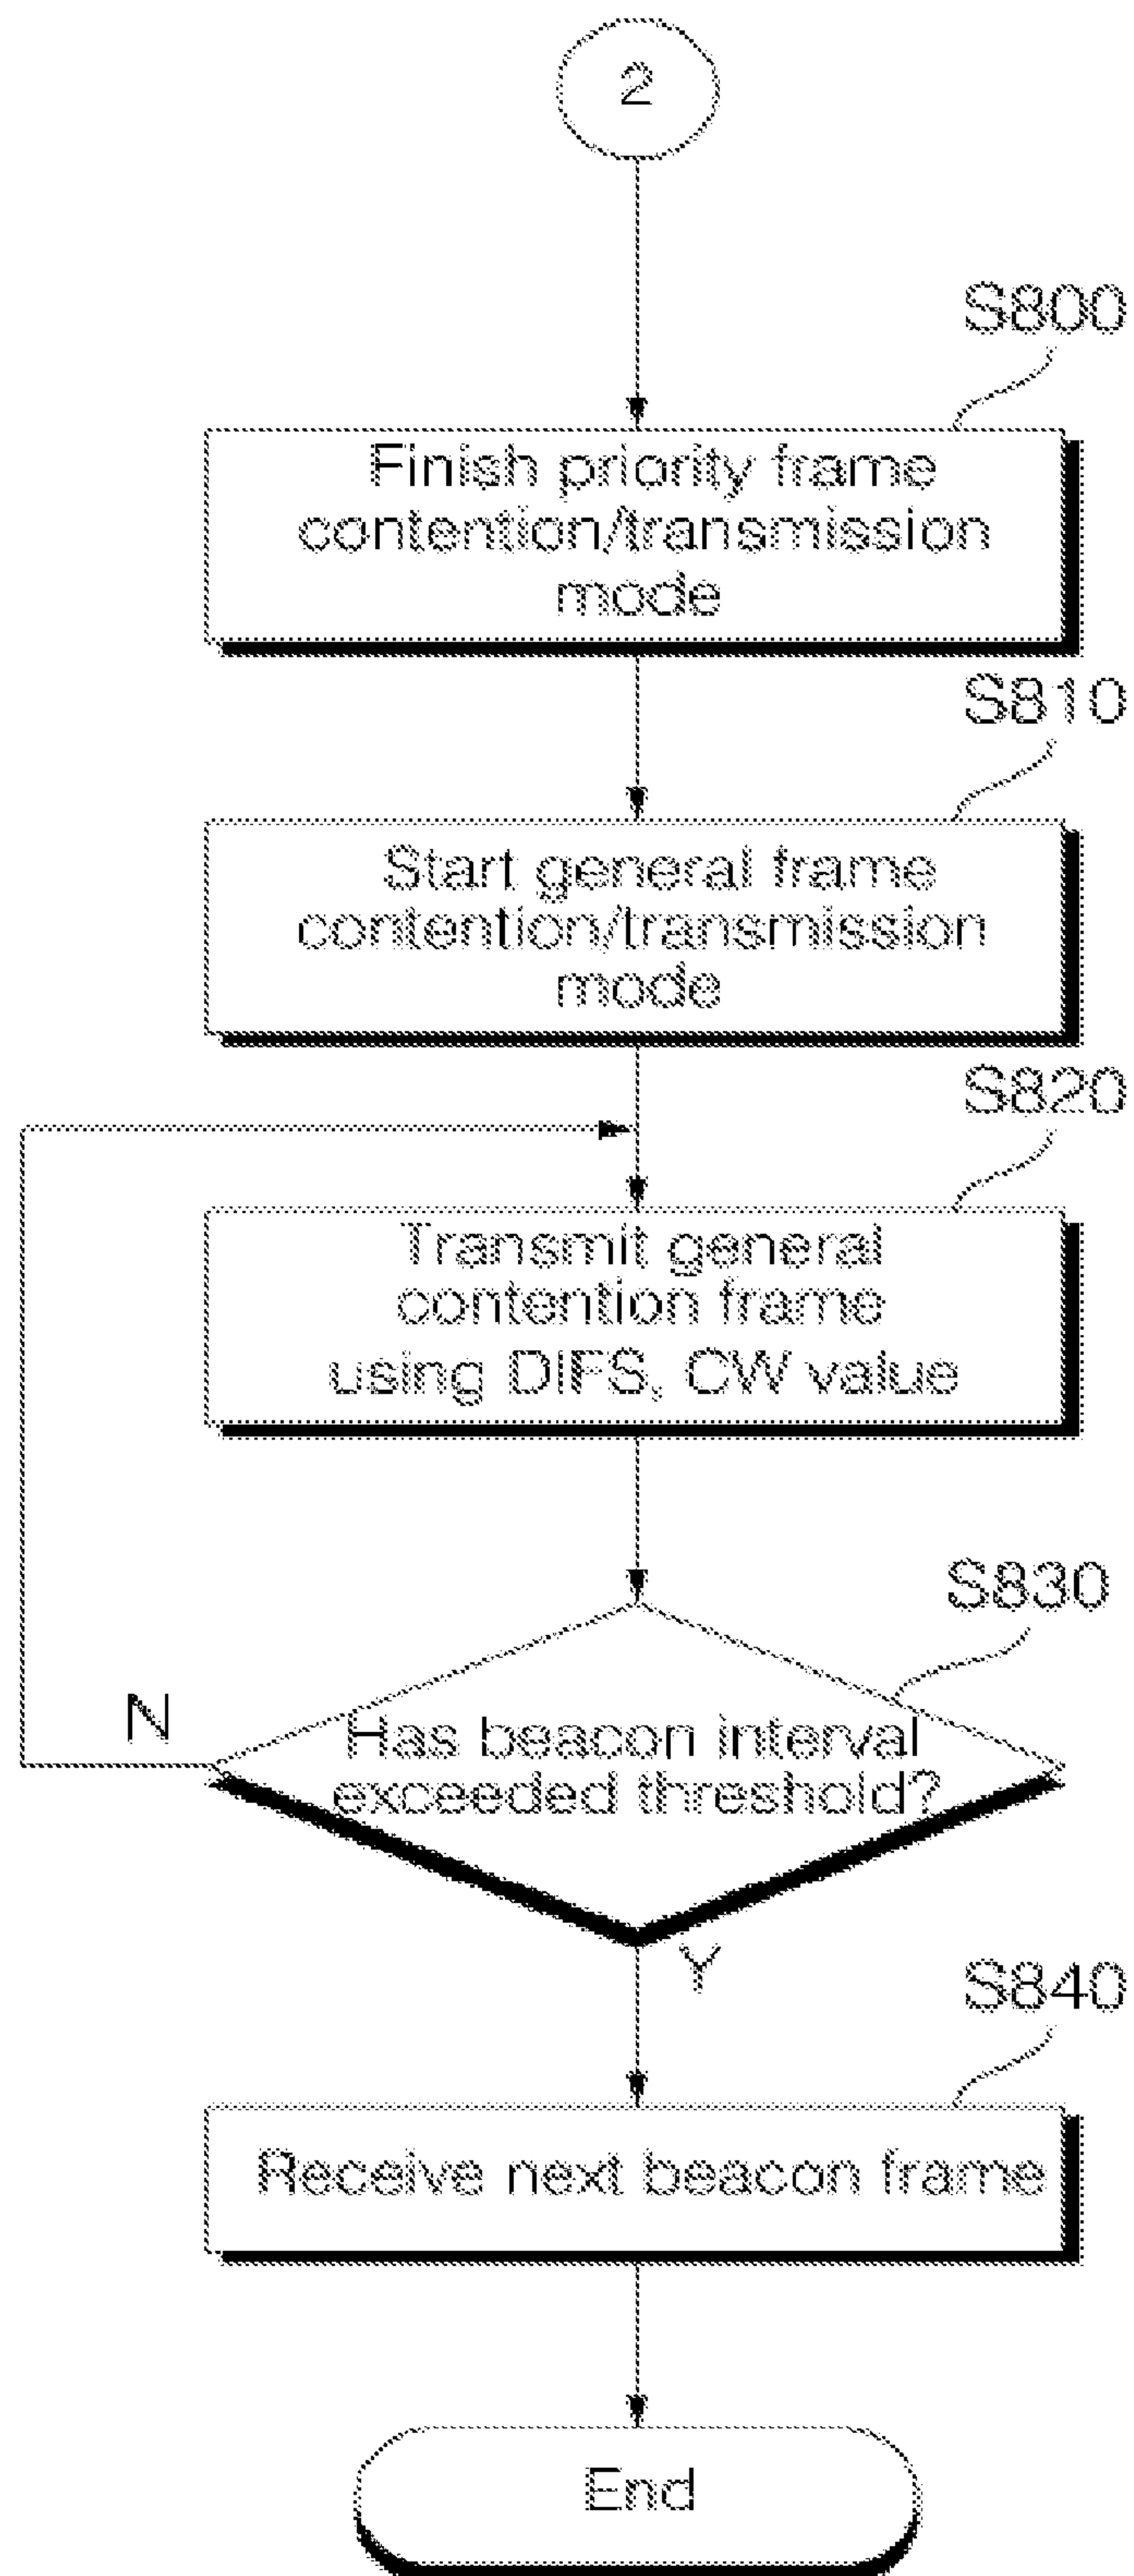 2
S800
Finish priority frame
contention/transmission
mode
S810
Start general frame
contention/transmission
mode
S820
Transmit general
contention frame
using DIFS, CW value
S830
Has beacon interval
exceeded threshold?
N
Y
S840
Receive next beacon frame
End